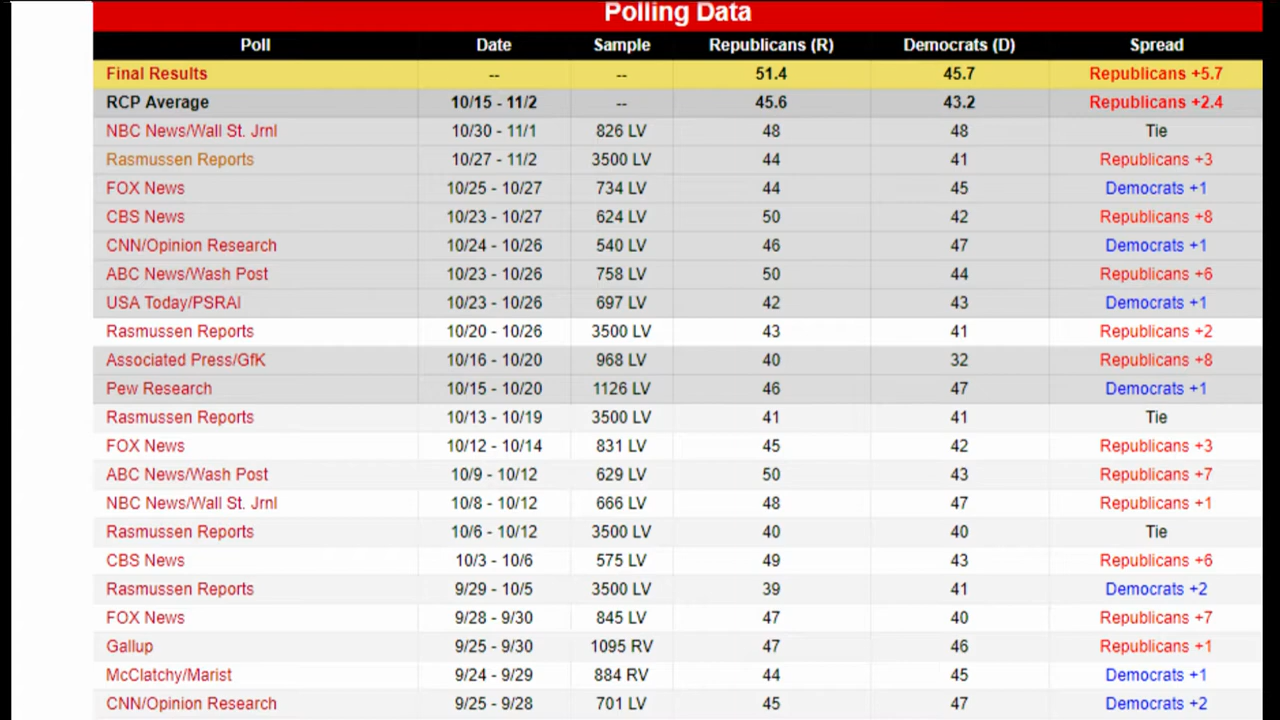 Polling Data
Poll Date Sample Republicans (R) Democrats (D) Spread
Final Results -- -- 51.4 45.7 Republicans +5.7
RCP Average 10/15 - 11/2 -- 45.6 43.2 Republicans +2.4
NBC News/Wall St. Jrnl 10/30 - 11/1 826 LV 48 48 Tie
Rasmussen Reports 10/27 - 11/2 3500 LV 44 41 Republicans +3
FOX News 10/25 - 10/27 734 LV 44 45 Democrats +1
CBS News 10/23 - 10/27 624 LV 50 42 Republicans +8
CNN/Opinion Research 10/24 - 10/26 540 LV 46 47 Democrats +1
ABC News/Wash Post 10/23 - 10/26 758 LV 50 44 Republicans +6
USA Today/PSRAI 10/23 - 10/26 697 LV 42 43 Democrats +1
Rasmussen Reports 10/20 - 10/26 3500 LV 43 41 Republicans +2
Associated Press/GfK 10/16 - 10/20 968 LV 40 32 Republicans +8
Pew Research 10/15 - 10/20 1126 LV 46 47 Democrats +1
Rasmussen Reports 10/13 - 10/19 3500 LV 41 41 Tie
FOX News 10/12 - 10/14 831 LV 45 42 Republicans +3
ABC News/Wash Post 10/9 - 10/12 629 LV 50 43 Republicans +7
NBC News/Wall St. Jrnl 10/8 - 10/12 666 LV 48 47 Republicans +1
Rasmussen Reports 10/6 - 10/12 3500 LV 40 40 Tie
CBS News 10/3 - 10/6 575 LV 49 43 Republicans +6
Rasmussen Reports 9/29 - 10/5 3500 LV 39 41 Democrats +2
FOX News 9/28 - 9/30 845 LV 47 40 Republicans +7
Gallup 9/25 - 9/30 1095 RV 47 46 Republicans +1
McClatchy/Marist 9/24 - 9/29 884 RV 44 45 Democrats +1
CNN/Opinion Research 9/25 - 9/28 701 LV 45 47 Democrats +2